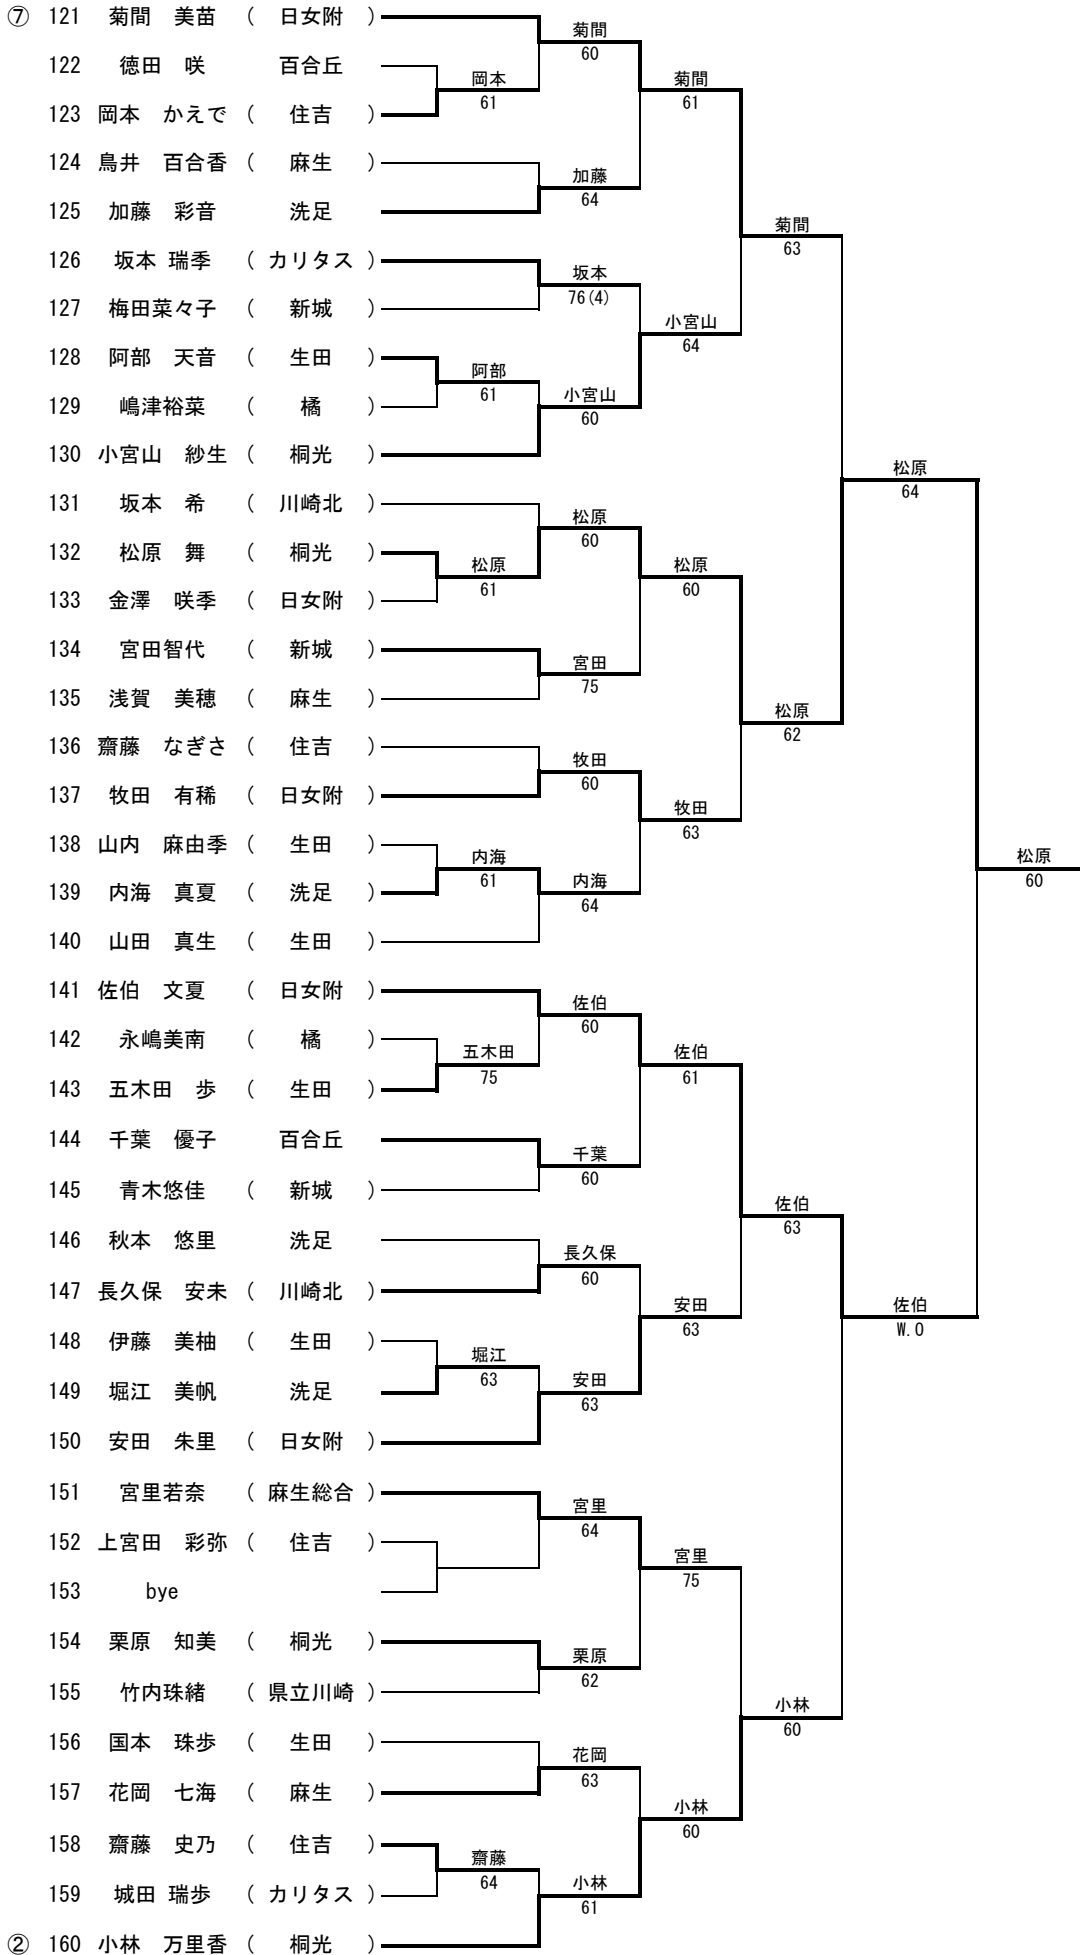 ⑦ 121 菊間 美苗 ( 日女附 )
菊間
60
122 徳田 咲 百合丘
岡本
61
菊間
61
123 岡本 かえで ( 住吉 )
124 鳥井 百合香 ( 麻生 )
加藤
64
125 加藤 彩音 洗足
菊間
63
126 坂本 瑞季 ( カリタス )
坂本
76(4)
127 梅田菜々子 ( 新城 )
小宮山
64
128 阿部 天音 ( 生田 )
阿部
61
小宮山
60
129 嶋津裕菜 ( 橘 )
130 小宮山 紗生 ( 桐光 )
松原
64
131 坂本 希 ( 川崎北 )
松原
60
132 松原 舞 ( 桐光 )
松原
61
松原
60
133 金澤 咲季 ( 日女附 )
134 宮田智代 ( 新城 )
宮田
75
135 浅賀 美穂 ( 麻生 )
松原
62
136 齋藤 なぎさ ( 住吉 )
牧田
60
137 牧田 有稀 ( 日女附 )
牧田
63
138 山内 麻由季 ( 生田 )
内海
61
松原
60
139 内海 真夏 ( 洗足 )
内海
64
140 山田 真生 ( 生田 )
141 佐伯 文夏 ( 日女附 )
佐伯
60
142 永嶋美南 ( 橘 )
五木田
75
佐伯
61
143 五木田 歩 ( 生田 )
144 千葉 優子 百合丘
千葉
60
145 青木悠佳 ( 新城 )
佐伯
63
146 秋本 悠里 洗足
長久保
60
147 長久保 安未 ( 川崎北 )
安田
63
佐伯
W.O
148 伊藤 美柚 ( 生田 )
堀江
63
149 堀江 美帆 洗足
安田
63
150 安田 朱里 ( 日女附 )
151 宮里若奈 ( 麻生総合 )
宮里
64
152 上宮田 彩弥 ( 住吉 )
宮里
75
153 bye
154 栗原 知美 ( 桐光 )
栗原
62
155 竹内珠緒 ( 県立川崎 )
小林
60
156 国本 珠歩 ( 生田 )
花岡
63
157 花岡 七海 ( 麻生 )
小林
60
158 齋藤 史乃 ( 住吉 )
齋藤
64
159 城田 瑞歩 ( カリタス )
小林
61
② 160 小林 万里香 ( 桐光 )